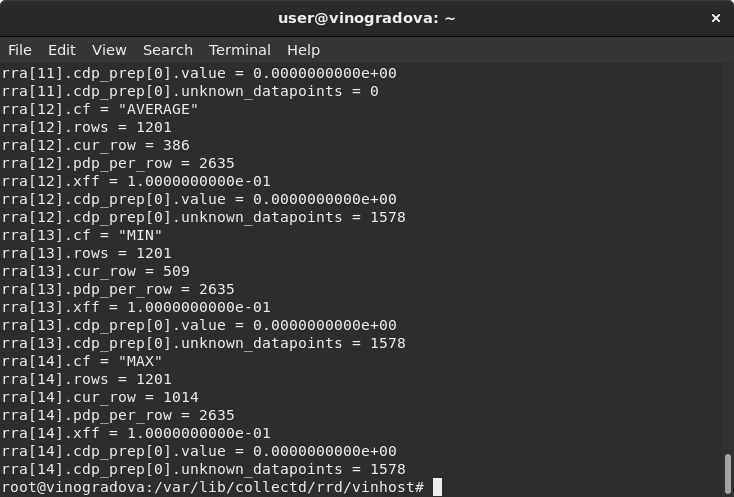 user@vinogradova: ~
File Edit View Search Terminal Help
rra[11].cdp_prep[0].value = 0.0000000000e+00
rra[11].cdp_prep[0].unknown_datapoints = 0
rra[12].cf = "AVERAGE"
rra[12].rows = 1201
rra[12].cur_row = 386
rra[12].pdp_per_row = 2635
rra[12].xff = 1.0000000000e-01
rra[12].cdp_prep[0].value = 0.0000000000e+00
rra[12].cdp_prep[0].unknown_datapoints = 1578
rra[13].cf = "MIN"
rra[13].rows = 1201
rra[13].cur_row = 509
rra[13].pdp_per_row = 2635
rra[13].xff = 1.0000000000e-01
rra[13].cdp_prep[0].value = 0.0000000000e+00
rra[13].cdp_prep[0].unknown_datapoints = 1578
rra[14].cf = "MAX"
rra[14].rows = 1201
rra[14].cur_row = 1014
rra[14].pdp_per_row = 2635
rra[14].xff = 1.0000000000e-01
rra[14].cdp_prep[0].value = 0.0000000000e+00
rra[14].cdp_prep[0].unknown_datapoints = 1578
root@vinogradova:/var/lib/collectd/rrd/vinhost#